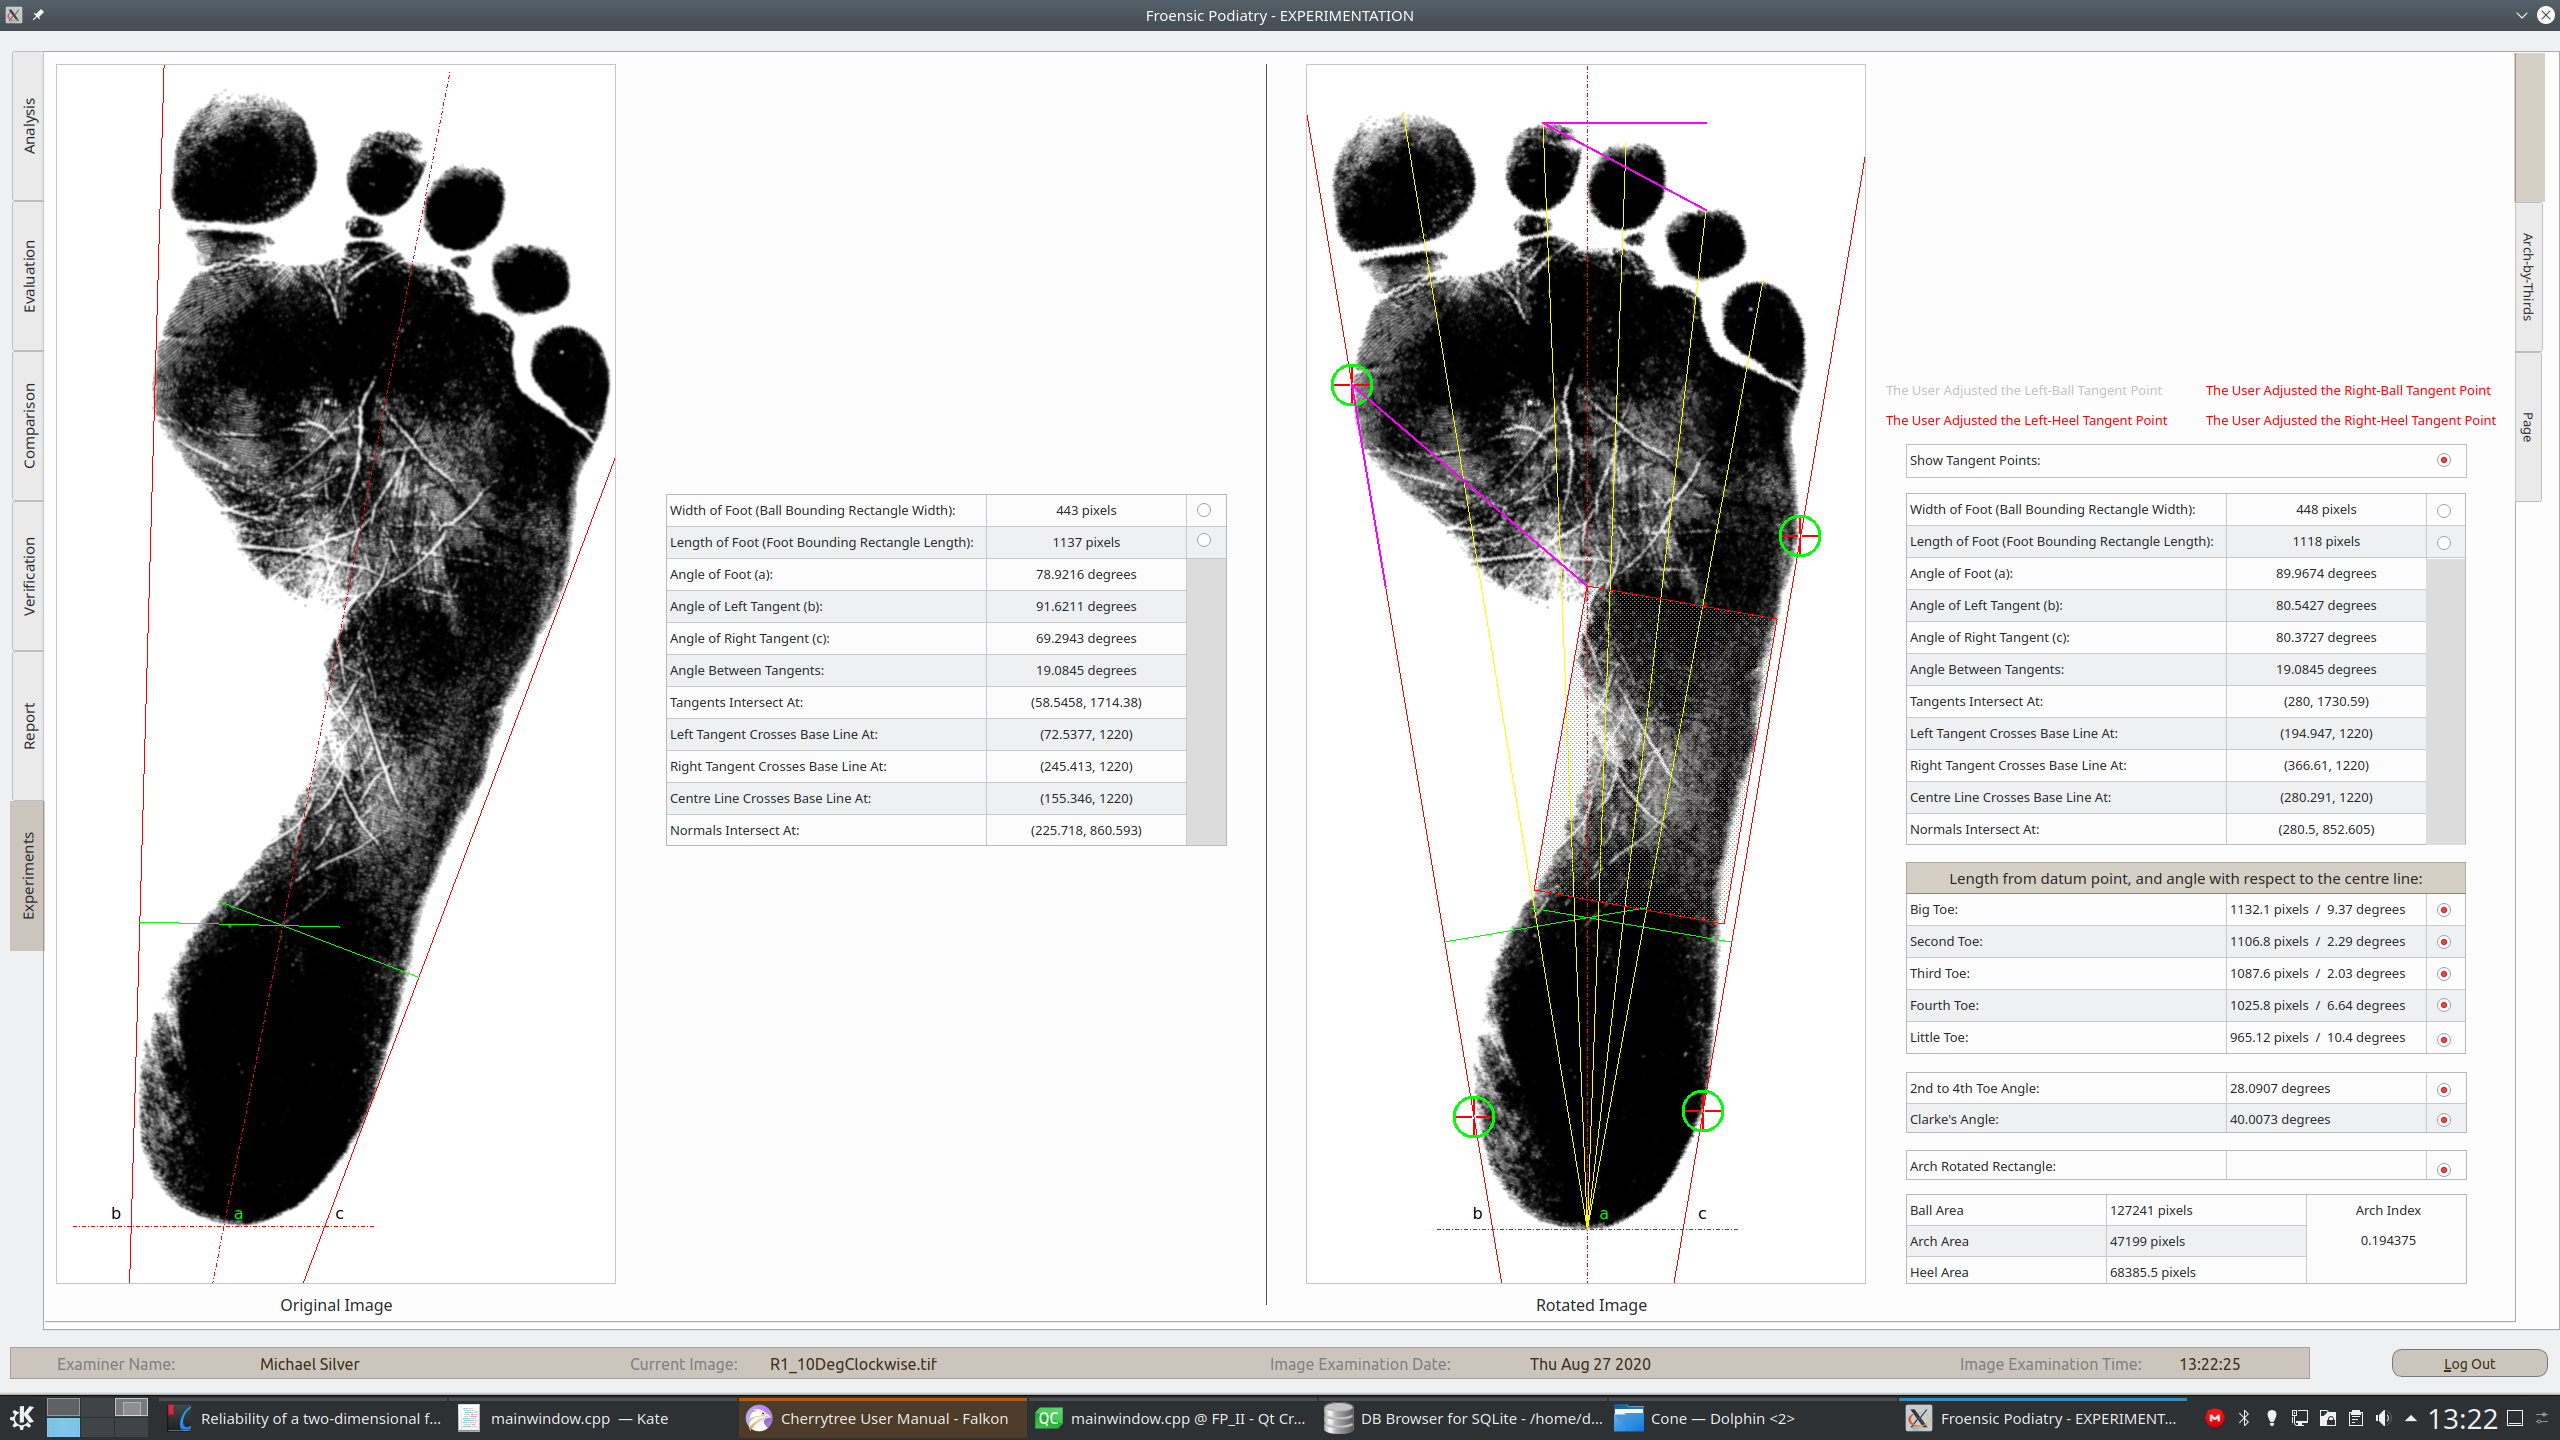 Froensic Podiatry - EXPERIMENTATION
Analysis
Evaluation
Comparison
Verification
Report
Experiments
b
a
c
Original Image
Width of Foot (Ball Bounding Rectangle Width): 443 pixels
Length of Foot (Foot Bounding Rectangle Length): 1137 pixels
Angle of Foot (a): 78.9216 degrees
Angle of Left Tangent (b): 91.6211 degrees
Angle of Right Tangent (c): 69.2943 degrees
Angle Between Tangents: 19.0845 degrees
Tangents Intersect At: (58.5458, 1714.38)
Left Tangent Crosses Base Line At: (72.5377, 1220)
Right Tangent Crosses Base Line At: (245.413, 1220)
Centre Line Crosses Base Line At: (155.346, 1220)
Normals Intersect At: (225.718, 860.593)
b
a
c
Rotated Image
The User Adjusted the Left-Ball Tangent Point The User Adjusted the Right-Ball Tangent Point
The User Adjusted the Left-Heel Tangent Point The User Adjusted the Right-Heel Tangent Point
Show Tangent Points:
Width of Foot (Ball Bounding Rectangle Width): 448 pixels
Length of Foot (Foot Bounding Rectangle Length): 1118 pixels
Angle of Foot (a): 89.9674 degrees
Angle of Left Tangent (b): 80.5427 degrees
Angle of Right Tangent (c): 80.3727 degrees
Angle Between Tangents: 19.0845 degrees
Tangents Intersect At: (280, 1730.59)
Left Tangent Crosses Base Line At: (194.947, 1220)
Right Tangent Crosses Base Line At: (366.61, 1220)
Centre Line Crosses Base Line At: (280.291, 1220)
Normals Intersect At: (280.5, 852.605)
Length from datum point, and angle with respect to the centre line:
Big Toe: 1132.1 pixels / 9.37 degrees
Second Toe: 1106.8 pixels / 2.29 degrees
Third Toe: 1087.6 pixels / 2.03 degrees
Fourth Toe: 1025.8 pixels / 6.64 degrees
Little Toe: 965.12 pixels / 10.4 degrees
2nd to 4th Toe Angle: 28.0907 degrees
Clarke's Angle: 40.0073 degrees
Arch Rotated Rectangle:
Ball Area 127241 pixels Arch Index
Arch Area 47199 pixels 0.194375
Heel Area 68385.5 pixels
Arch-by-Thirds
Page
Examiner Name: Michael Silver Current Image: R1_10DegClockwise.tif Image Examination Date: Thu Aug 27 2020 Image Examination Time: 13:22:25 Log Out
Reliability of a two-dimensional f... mainwindow.cpp — Kate Cherrytree User Manual - Falkon QC mainwindow.cpp @ FP_II - Qt Cr... DB Browser for SQLite - /home/d... Cone — Dolphin <2> Froensic Podiatry - EXPERIMENT... 13:22